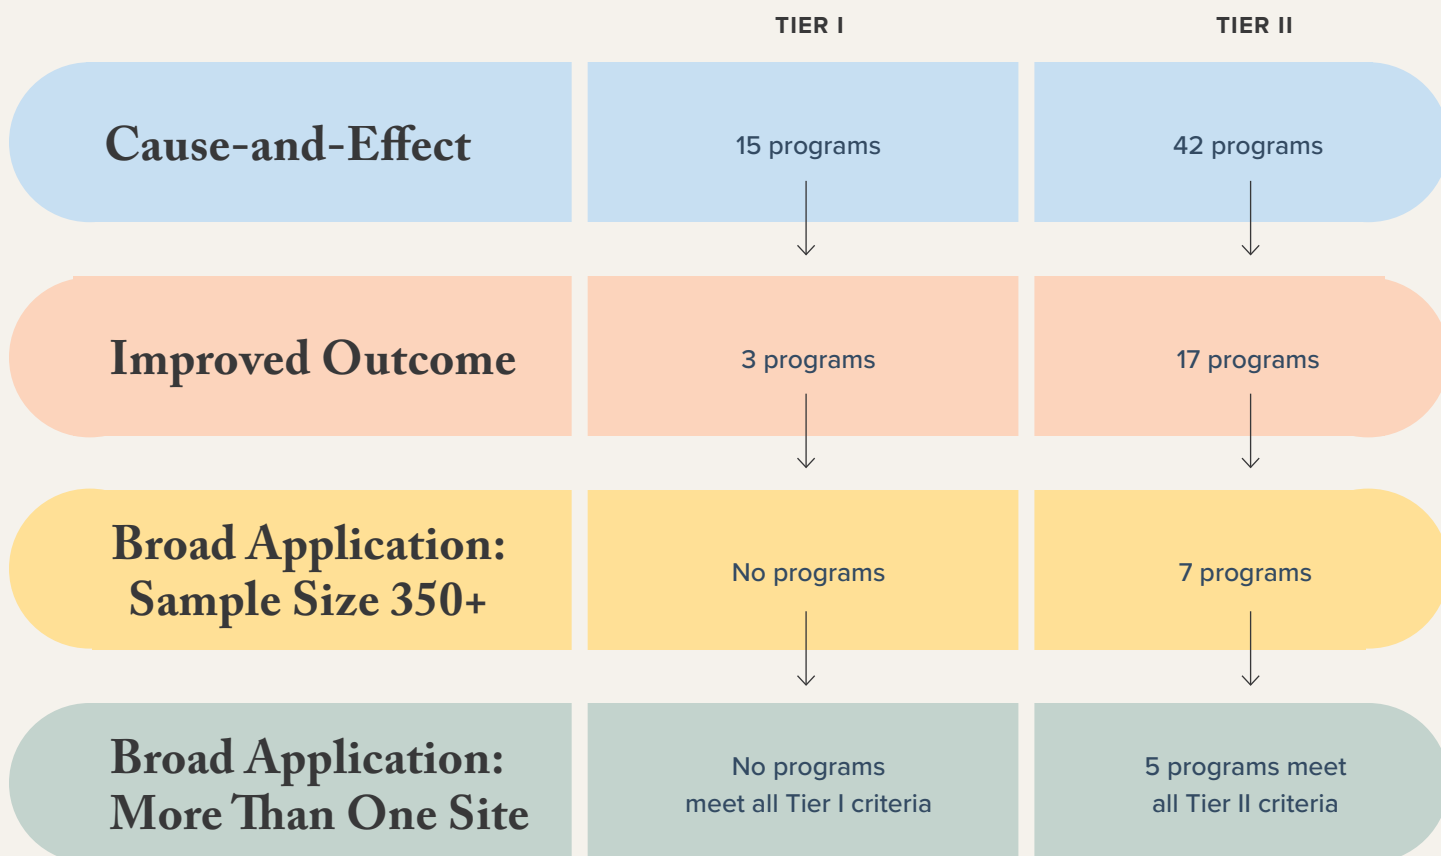 TIER I
TIER II
Cause-and-Effect
15 programs
42 programs
Improved Outcome
3 programs
17 programs
Broad Application:
Sample Size 350+
No programs
7 programs
Broad Application:
More Than One Site
No programs
meet all Tier I criteria
5 programs meet
all Tier II criteria